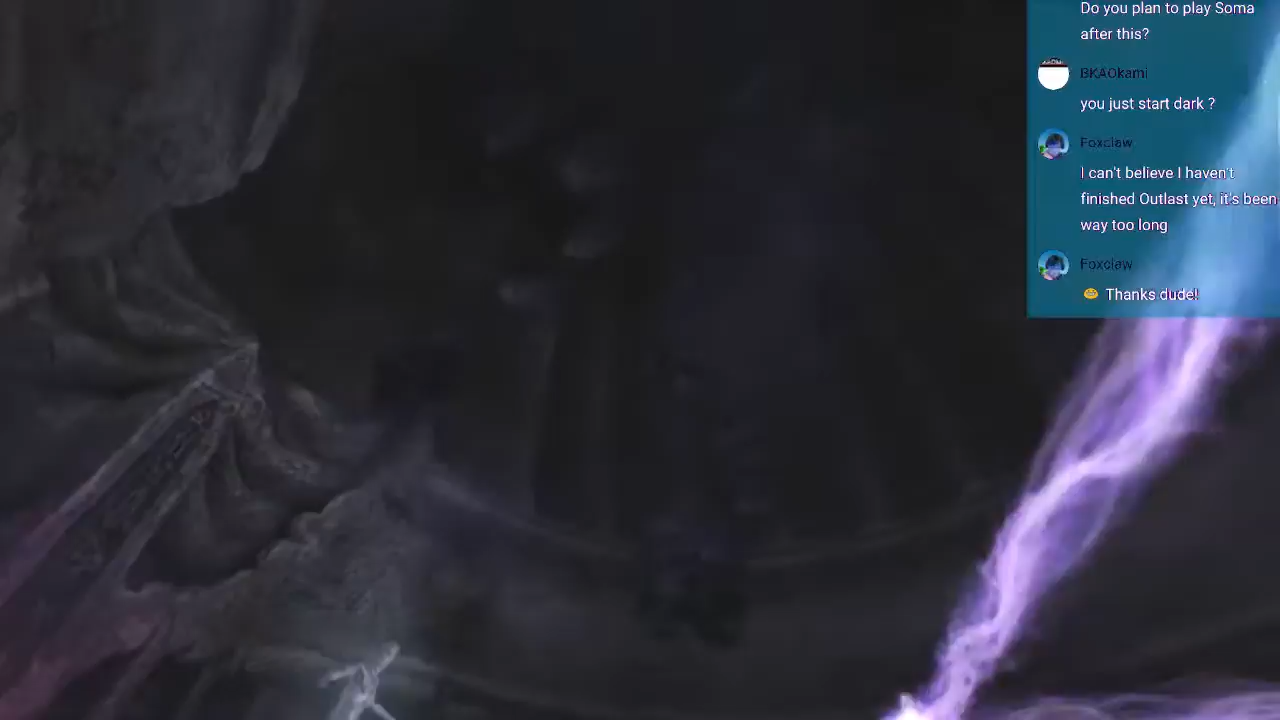 Do you plan to play Soma
after this?
BKAOkami
you just start dark ?
Foxclaw
I can't believe I haven't
finished Outlast yet, it's been
way too long
Foxclaw
Thanks dude!